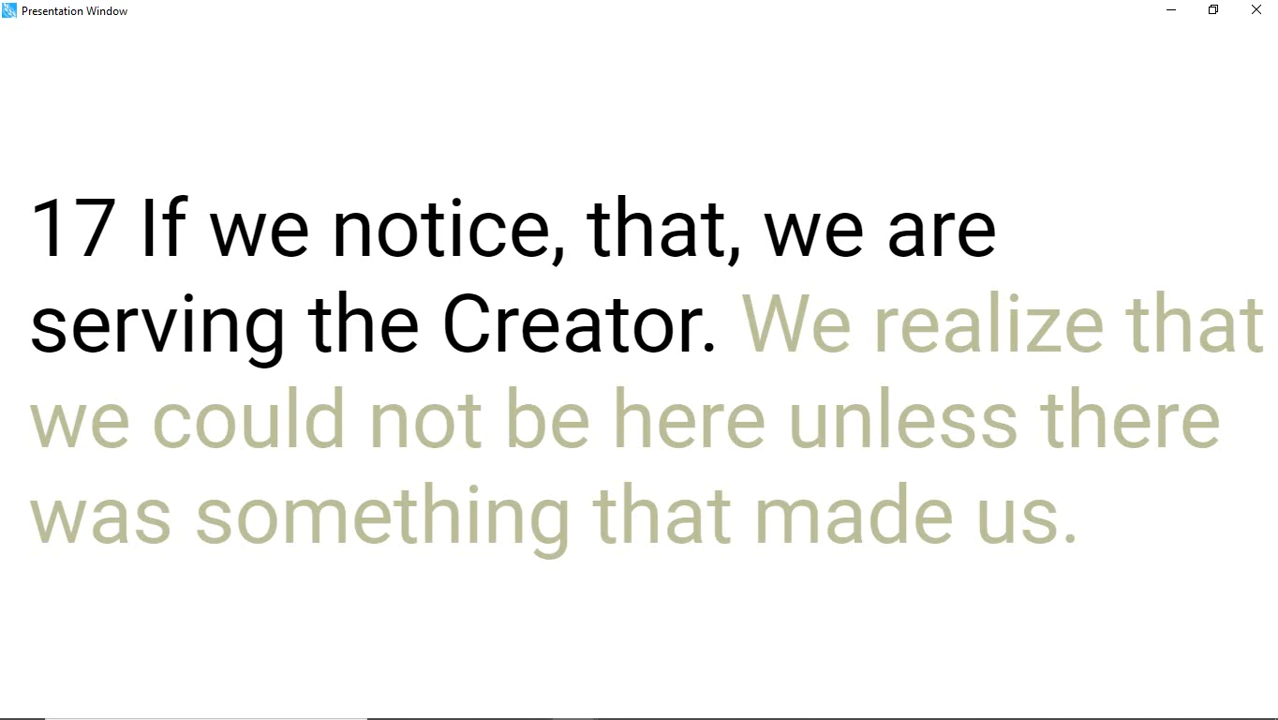 Presentation Window
17 If we notice, that, we are
serving the Creator. We realize that
we could not be here unless there
was something that made us.